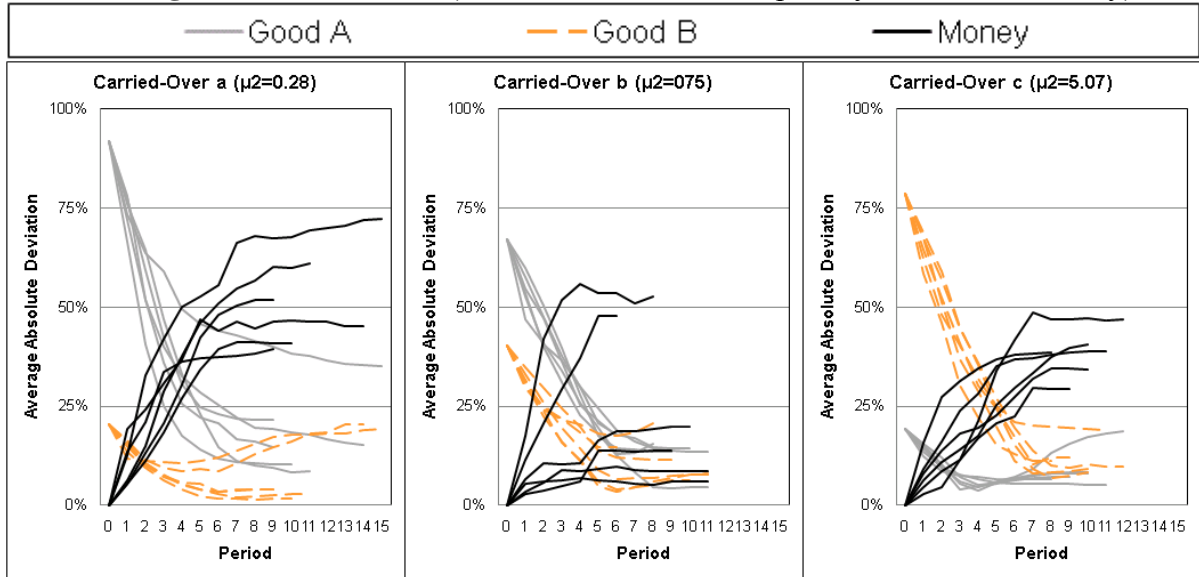 Good A Good B Money
Carried-Over a (μ2=0.28)
100%
75%
50%
25%
0%
Average Absolute Deviation
0 1 2 3 4 5 6 7 8 9 10 11 12 13 14 15
Period
Carried-Over b (μ2=075)
100%
75%
50%
25%
0%
Average Absolute Deviation
0 1 2 3 4 5 6 7 8 9 10 11 12 13 14 15
Period
Carried-Over c (μ2=5.07)
100%
75%
50%
25%
0%
Average Absolute Deviation
0 1 2 3 4 5 6 7 8 9 10 11 12 13 14 15
Period